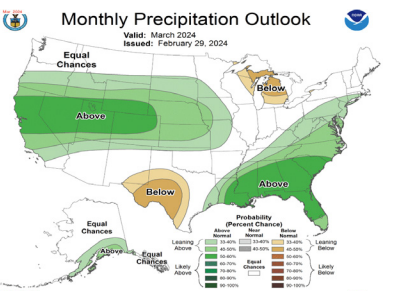 Mar 2024
Monthly Precipitation Outlook
Valid: March 2024
Issued: February 29, 2024
NOAA
Equal
Chances
Below
Above
Below
Above
Equal
Chances
Above
Equal
Chances
Probability
(Percent Chance)
Above
Normal
Near
Normal
Below
Normal
Leaning
Above
Likely
Above
33-40%
40-50%
50-60%
60-70%
70-80%
80-90%
90-100%
33-40%
40-50%
Equal
Chances
33-40%
40-50%
50-60%
60-70%
70-80%
80-90%
90-100%
Leaning
Below
Likely
Below